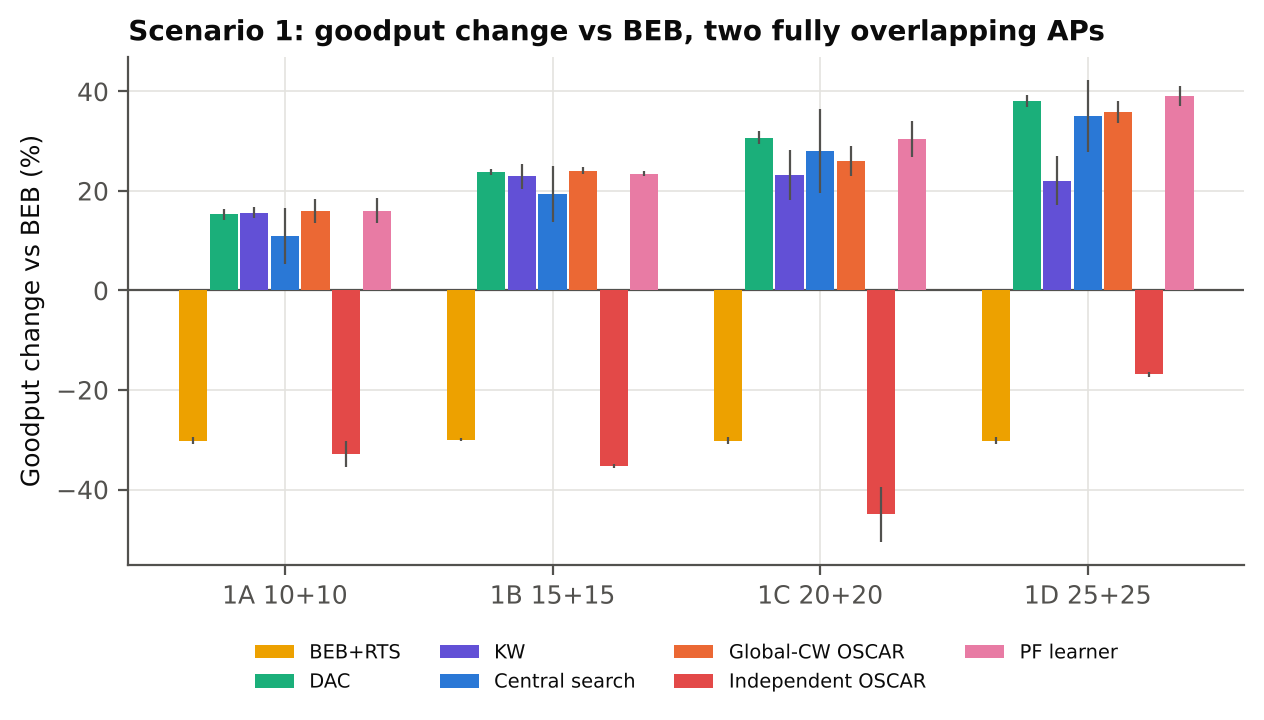 Scenario 1: goodput change vs BEB, two fully overlapping APs
Goodput change vs BEB (%)
40
20
0
−20
−40
1A 10+10
1B 15+15
1C 20+20
1D 25+25
BEB+RTS
DAC
KW
Central search
Global-CW OSCAR
Independent OSCAR
PF learner